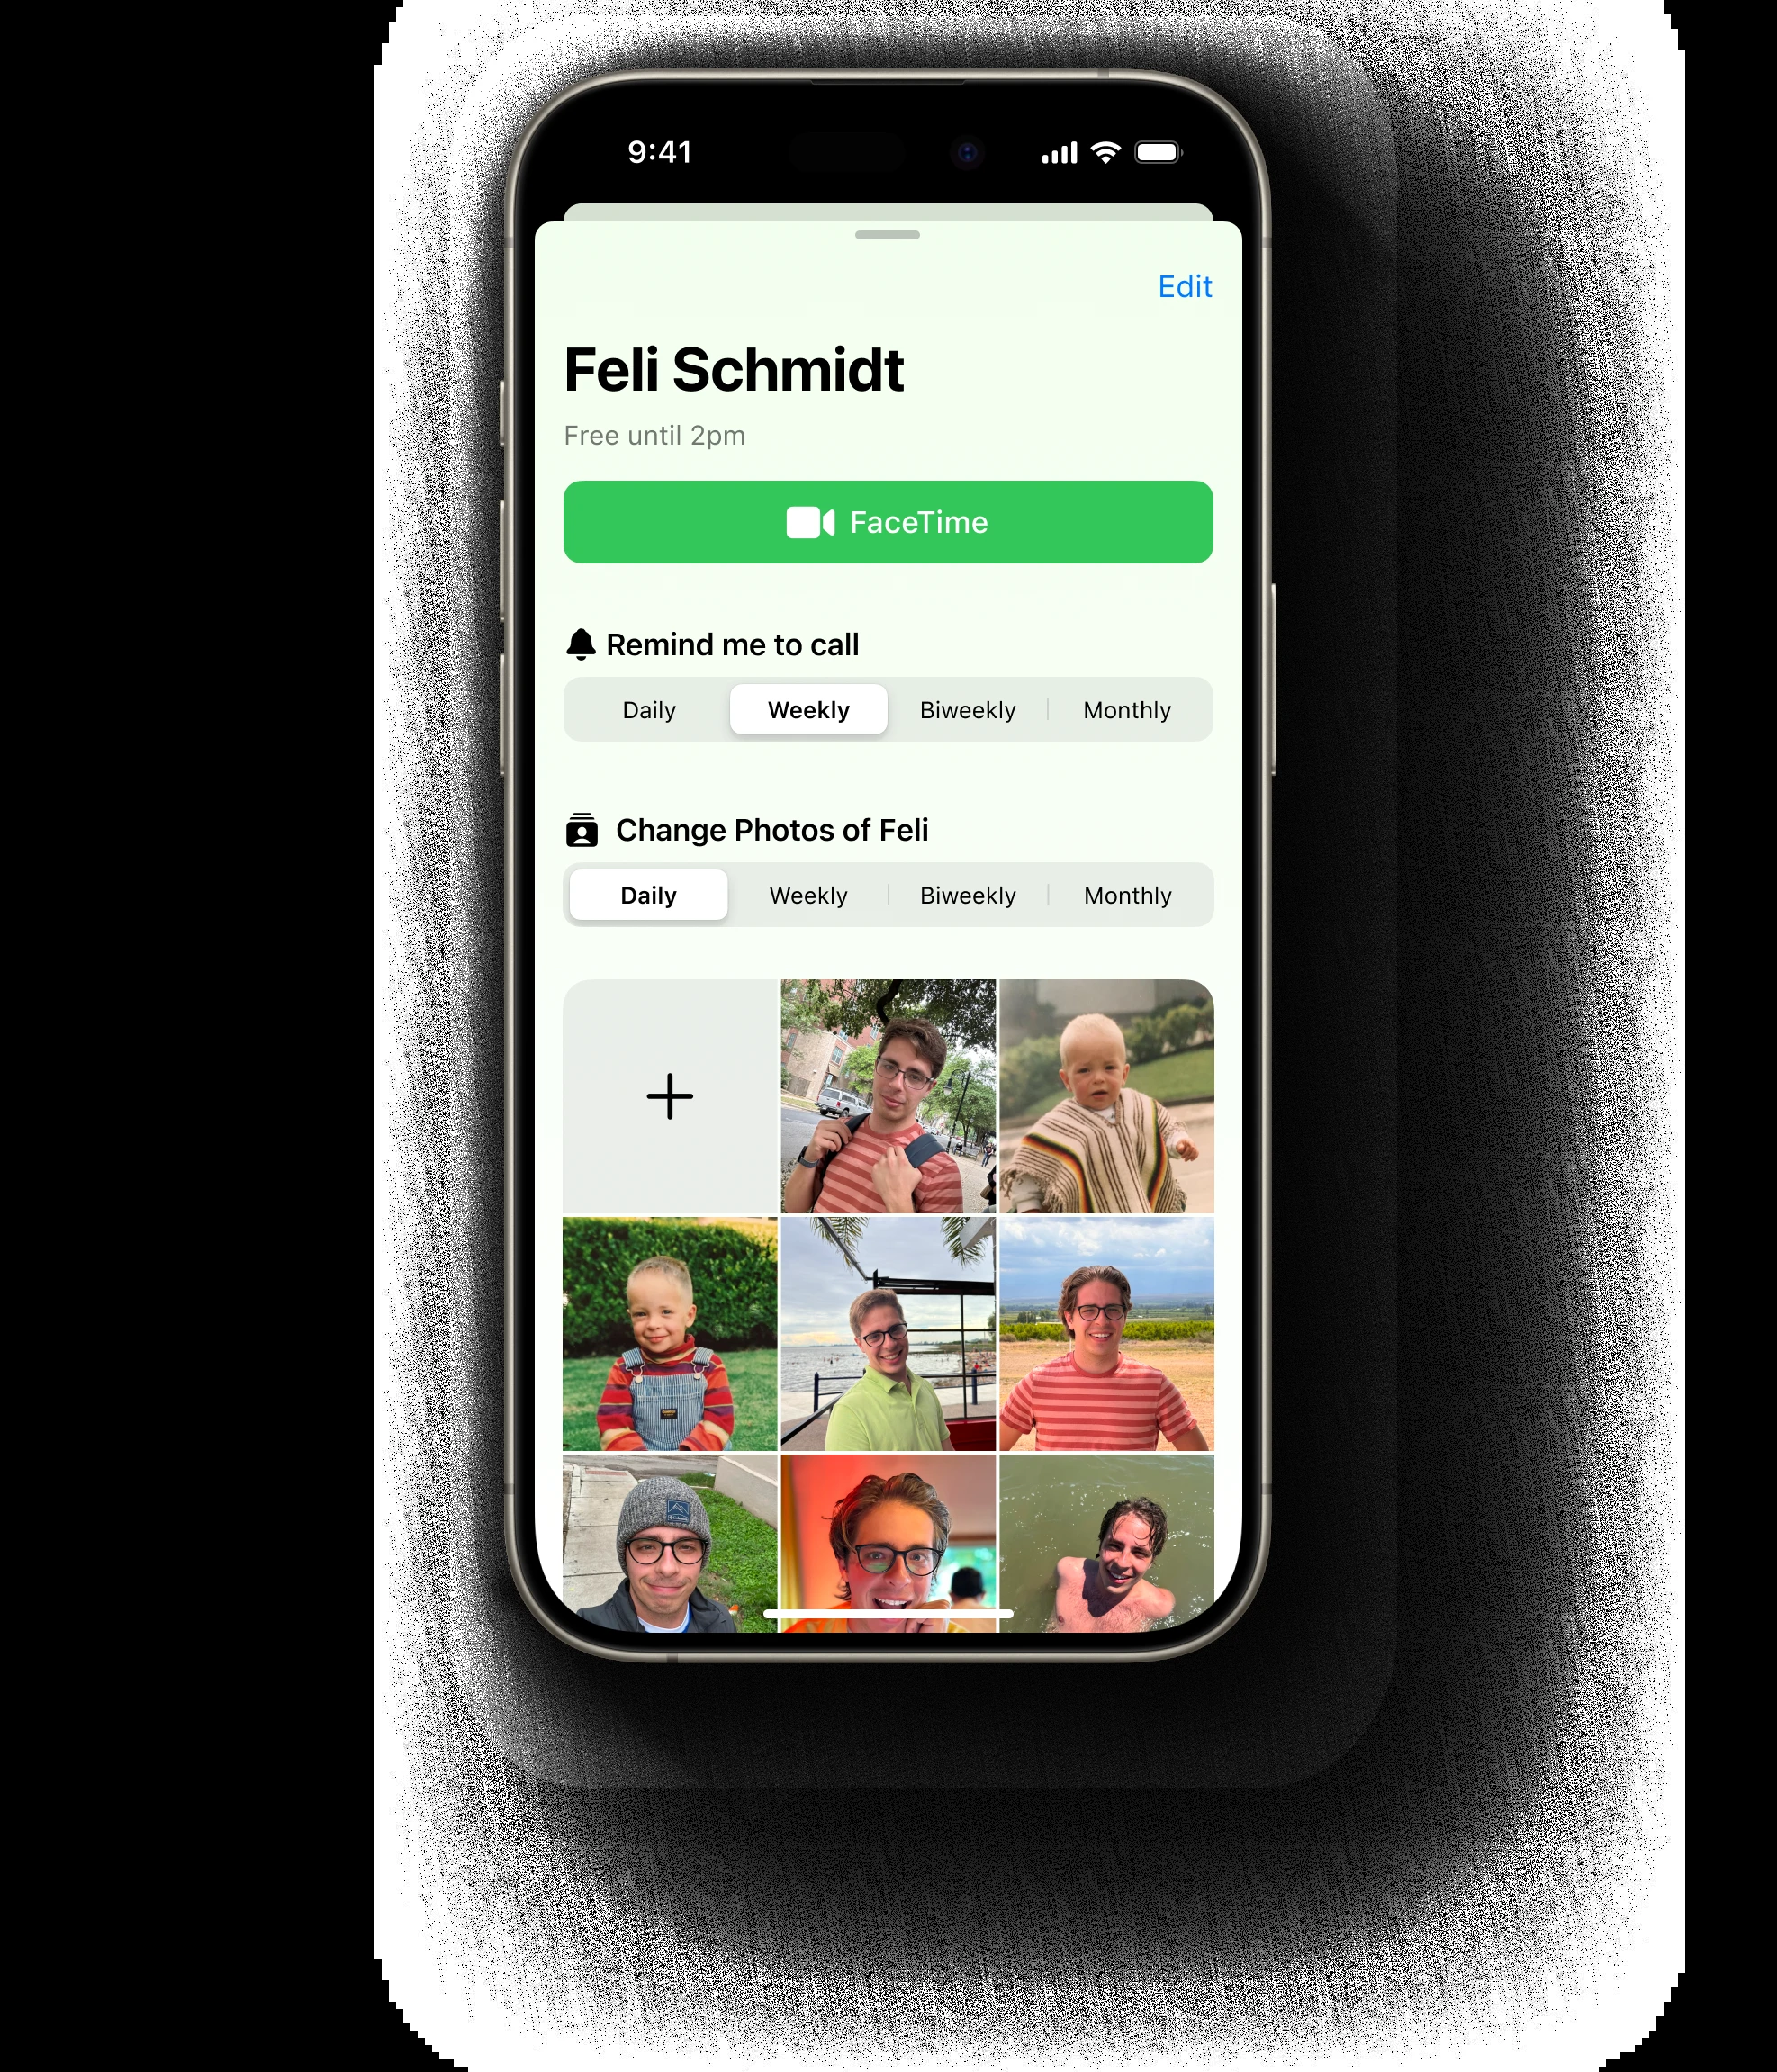 9:41
Edit
Feli Schmidt
Free until 2pm
FaceTime
Remind me to call
Daily Weekly Biweekly Monthly
Change Photos of Feli
Daily Weekly Biweekly Monthly